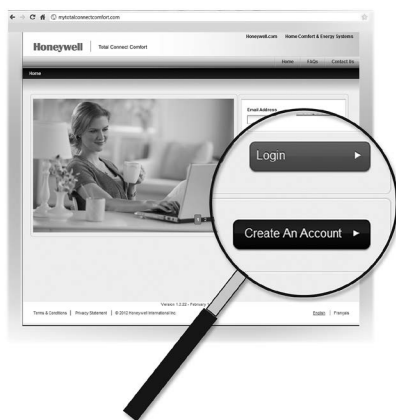 mytotalconnectcomfort.com
Honeywell.com Home Comfort & Energy Systems
Honeywell Total Connect Comfort
Home FAQs Contact Us
Home
Email Address
Login
Create An Account
Terms & Conditions | Privacy Statement | © 2012 Honeywell International Inc.
English | Français